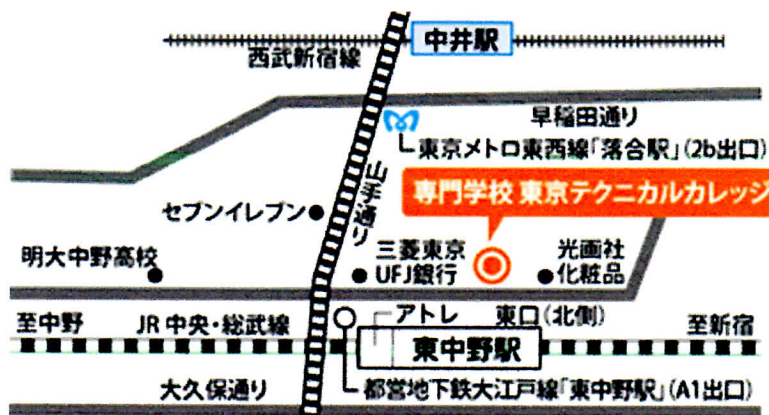 中井駅
西武新宿線
早稲田通り
東京メトロ東西線「落合駅」(2b出口)
山手通り
専門学校 東京テクニカルカレッジ
セブンイレブン
三菱東京
UFJ銀行
光画社
化粧品
明大中野高校
アトレ
東口(北側)
至中野
JR中央・総武線
至新宿
東中野駅
大久保通り
都営地下鉄大江戸線「東中野駅」(A1出口)